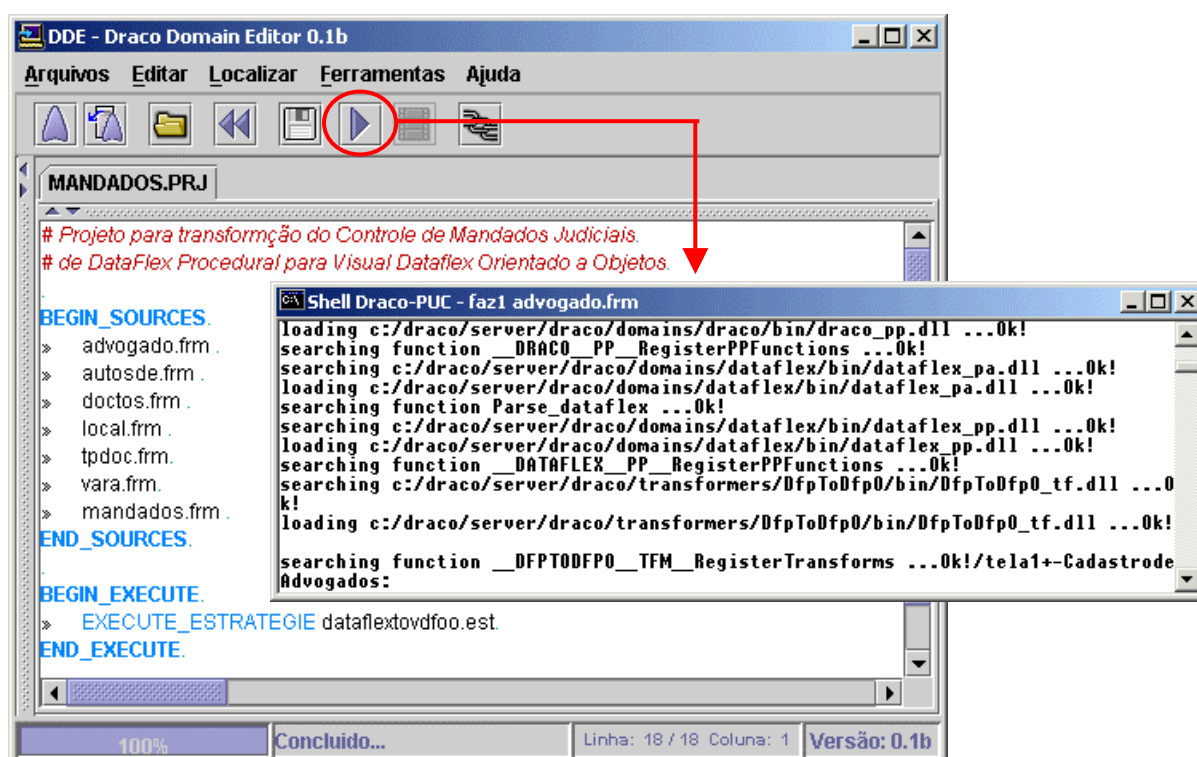 DDE - Draco Domain Editor 0.1b
Arquivos Editar Localizar Ferramentas Ajuda
MANDADOS.PRJ
# Projeto para transformção do Controle de Mandados Judiciais.
# de DataFlex Procedural para Visual Dataflex Orientado a Objetos.
.
BEGIN_SOURCES.
» advogado.frm .
» autosde.frm .
» doctos.frm .
» local.frm .
» tpdoc.frm.
» vara.frm.
» mandados.frm .
END_SOURCES.
.
BEGIN_EXECUTE.
» EXECUTE_ESTRATEGIE dataflextovdfoo.est.
END_EXECUTE.
Shell Draco-PUC - faz1 advogado.frm
loading c:/draco/server/draco/domains/draco/bin/draco_pp.dll ...Ok!
searching function __DRACO__PP__RegisterPPFunctions ...Ok!
searching c:/draco/server/draco/domains/dataflex/bin/dataflex_pa.dll ...Ok!
loading c:/draco/server/draco/domains/dataflex/bin/dataflex_pa.dll ...Ok!
searching function Parse_dataflex ...Ok!
searching c:/draco/server/draco/domains/dataflex/bin/dataflex_pp.dll ...Ok!
loading c:/draco/server/draco/domains/dataflex/bin/dataflex_pp.dll ...Ok!
searching function __DATAFLEX__PP__RegisterPPFunctions ...Ok!
searching c:/draco/server/draco/transformers/DfpToDfpO/bin/DfpToDfpO_tf.dll ...O
k!
loading c:/draco/server/draco/transformers/DfpToDfpO/bin/DfpToDfpO_tf.dll ...Ok!
searching function __DFPTODFPO__TFM__RegisterTransforms ...Ok!/tela1+-Cadastrode
Advogados:
100%
Concluido...
Linha: 18 / 18 Coluna: 1
Versão: 0.1b